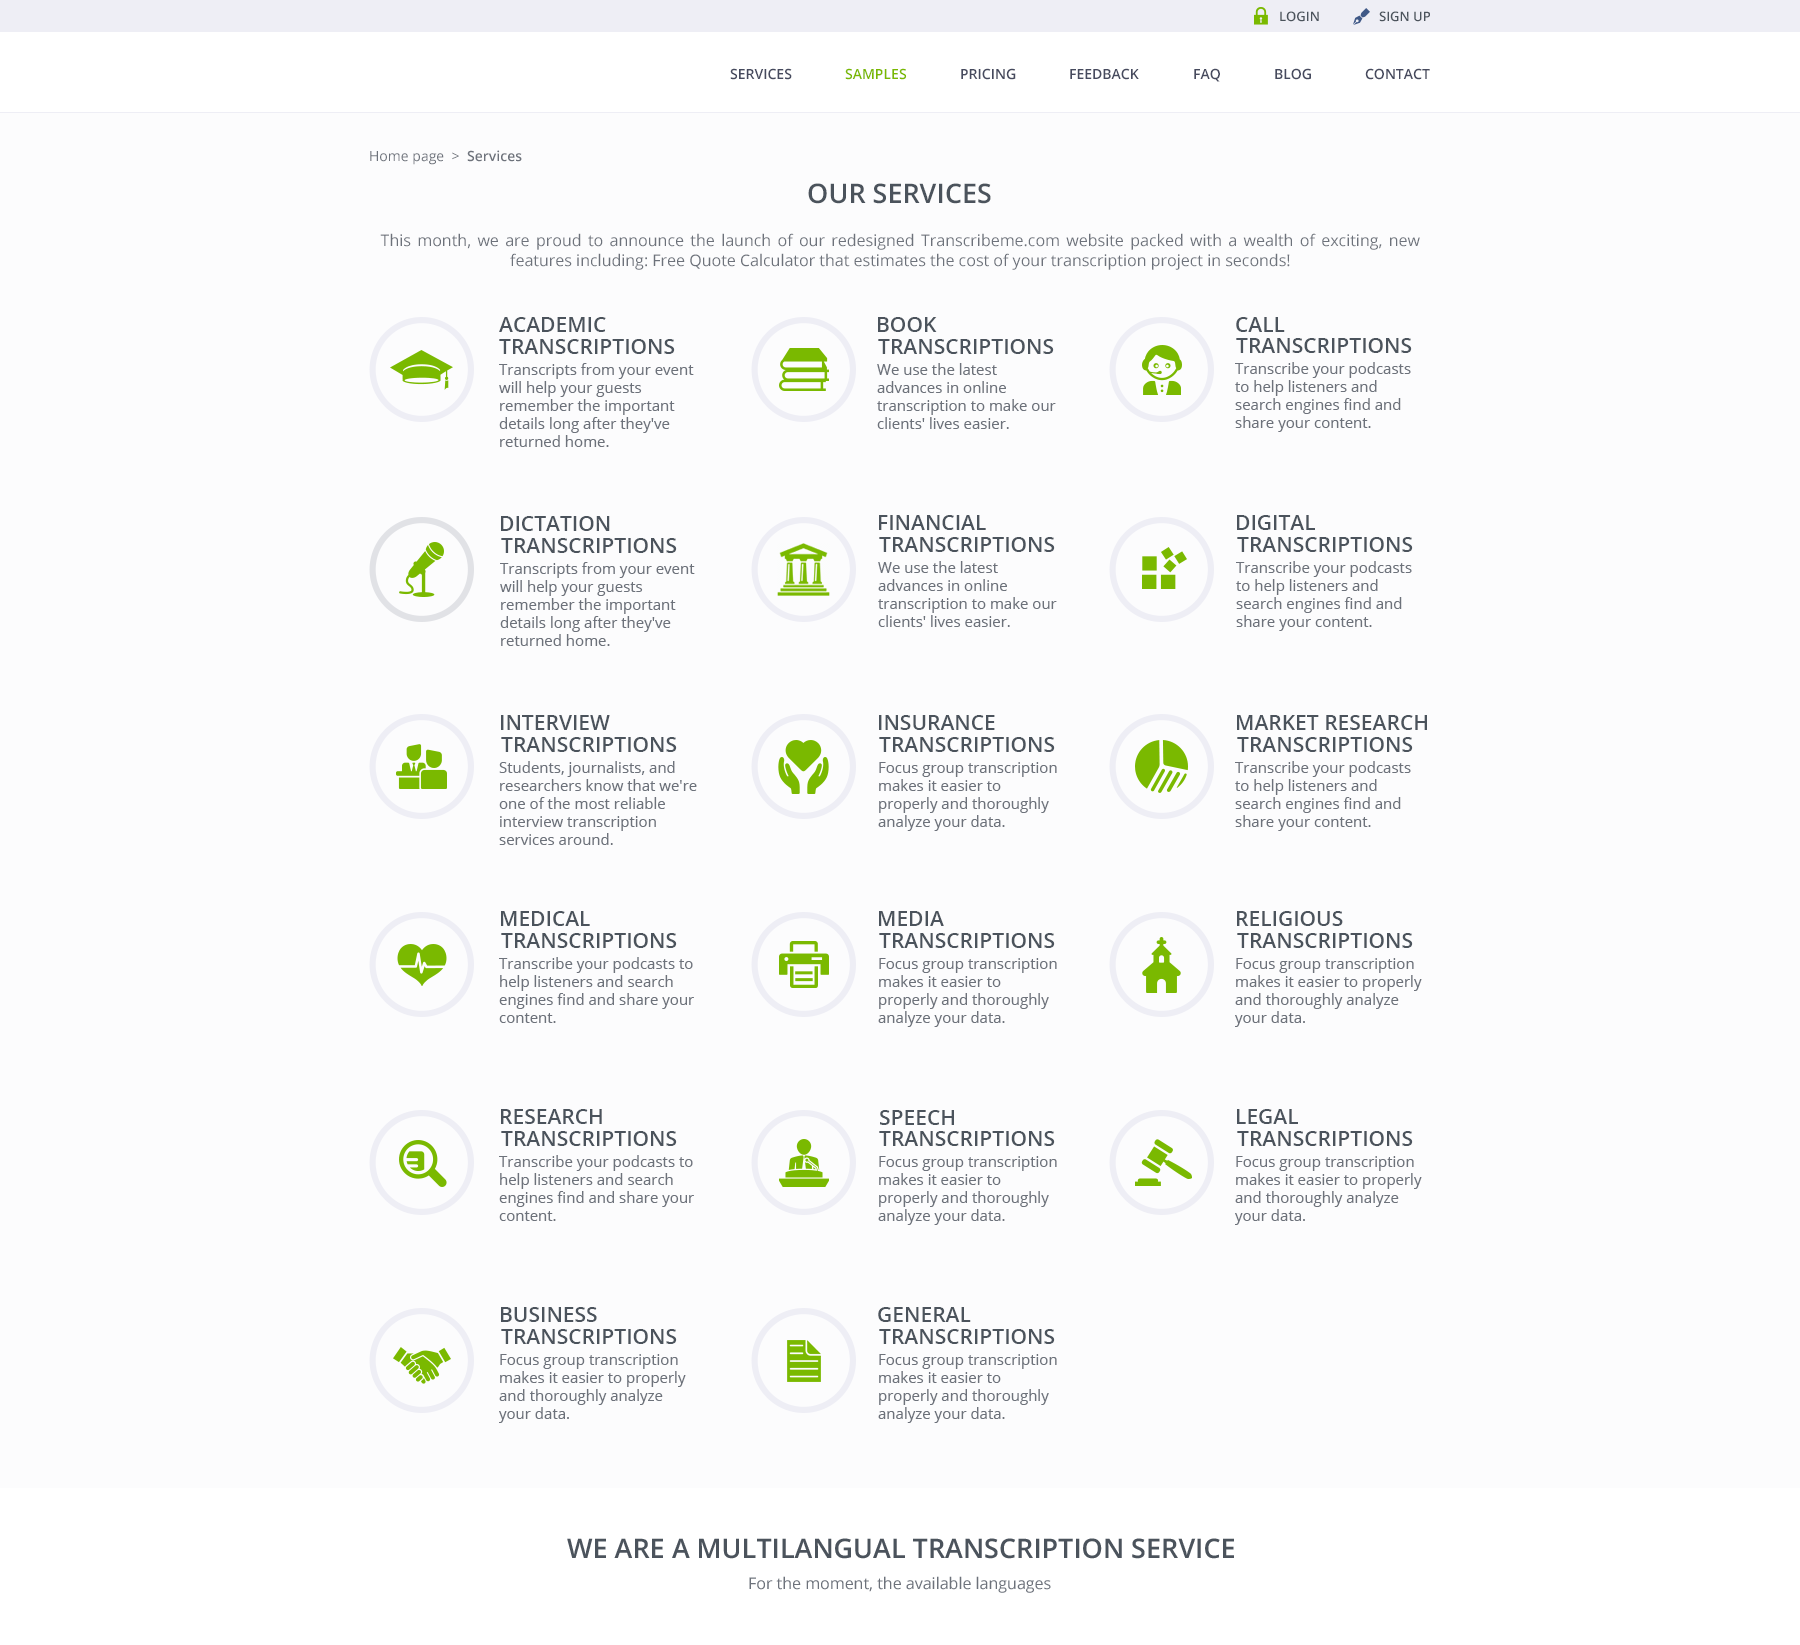 LOGIN SIGN UP
SERVICES SAMPLES PRICING FEEDBACK FAQ BLOG CONTACT
Home page > Services
OUR SERVICES
This month, we are proud to announce the launch of our redesigned Transcribeme.com website packed with a wealth of exciting, new
features including: Free Quote Calculator that estimates the cost of your transcription project in seconds!
ACADEMIC
TRANSCRIPTIONS
Transcripts from your event
will help your guests
remember the important
details long after they've
returned home.
BOOK
TRANSCRIPTIONS
We use the latest
advances in online
transcription to make our
clients' lives easier.
CALL
TRANSCRIPTIONS
Transcribe your podcasts
to help listeners and
search engines find and
share your content.
DICTATION
TRANSCRIPTIONS
Transcripts from your event
will help your guests
remember the important
details long after they've
returned home.
FINANCIAL
TRANSCRIPTIONS
We use the latest
advances in online
transcription to make our
clients' lives easier.
DIGITAL
TRANSCRIPTIONS
Transcribe your podcasts
to help listeners and
search engines find and
share your content.
INTERVIEW
TRANSCRIPTIONS
Students, journalists, and
researchers know that we're
one of the most reliable
interview transcription
services around.
INSURANCE
TRANSCRIPTIONS
Focus group transcription
makes it easier to
properly and thoroughly
analyze your data.
MARKET RESEARCH
TRANSCRIPTIONS
Transcribe your podcasts
to help listeners and
search engines find and
share your content.
MEDICAL
TRANSCRIPTIONS
Transcribe your podcasts to
help listeners and search
engines find and share your
content.
MEDIA
TRANSCRIPTIONS
Focus group transcription
makes it easier to
properly and thoroughly
analyze your data.
RELIGIOUS
TRANSCRIPTIONS
Focus group transcription
makes it easier to properly
and thoroughly analyze
your data.
RESEARCH
TRANSCRIPTIONS
Transcribe your podcasts to
help listeners and search
engines find and share your
content.
SPEECH
TRANSCRIPTIONS
Focus group transcription
makes it easier to
properly and thoroughly
analyze your data.
LEGAL
TRANSCRIPTIONS
Focus group transcription
makes it easier to properly
and thoroughly analyze
your data.
BUSINESS
TRANSCRIPTIONS
Focus group transcription
makes it easier to properly
and thoroughly analyze
your data.
GENERAL
TRANSCRIPTIONS
Focus group transcription
makes it easier to
properly and thoroughly
analyze your data.
WE ARE A MULTILANGUAL TRANSCRIPTION SERVICE
For the moment, the available languages